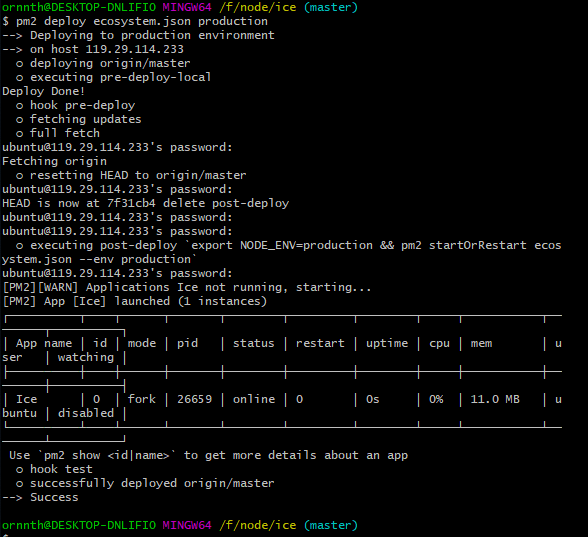 ornnth@DESKTOP-DNLIFIO MINGW64 /f/node/ice (master)
$ pm2 deploy ecosystem.json production
--> Deploying to production environment
--> on host 119.29.114.233
○ deploying origin/master
○ executing pre-deploy-local
Deploy Done!
○ hook pre-deploy
○ fetching updates
○ full fetch
ubuntu@119.29.114.233's password:
Fetching origin
○ resetting HEAD to origin/master
ubuntu@119.29.114.233's password:
HEAD is now at 7f31cb4 delete post-deploy
ubuntu@119.29.114.233's password:
ubuntu@119.29.114.233's password:
○ executing post-deploy `export NODE_ENV=production && pm2 startOrRestart ecos
ystem.json --env production`
ubuntu@119.29.114.233's password:
[PM2][WARN] Applications Ice not running, starting...
[PM2] App [Ice] launched (1 instances)
│ App name │ id │ mode │ pid │ status │ restart │ uptime │ cpu │ mem │ u
ser │ watching │
│ Ice │ 0 │ fork │ 26659 │ online │ 0 │ 0s │ 0% │ 11.0 MB │ u
buntu │ disabled │
Use `pm2 show <id|name>` to get more details about an app
○ hook test
○ successfully deployed origin/master
--> Success
ornnth@DESKTOP-DNLIFIO MINGW64 /f/node/ice (master)